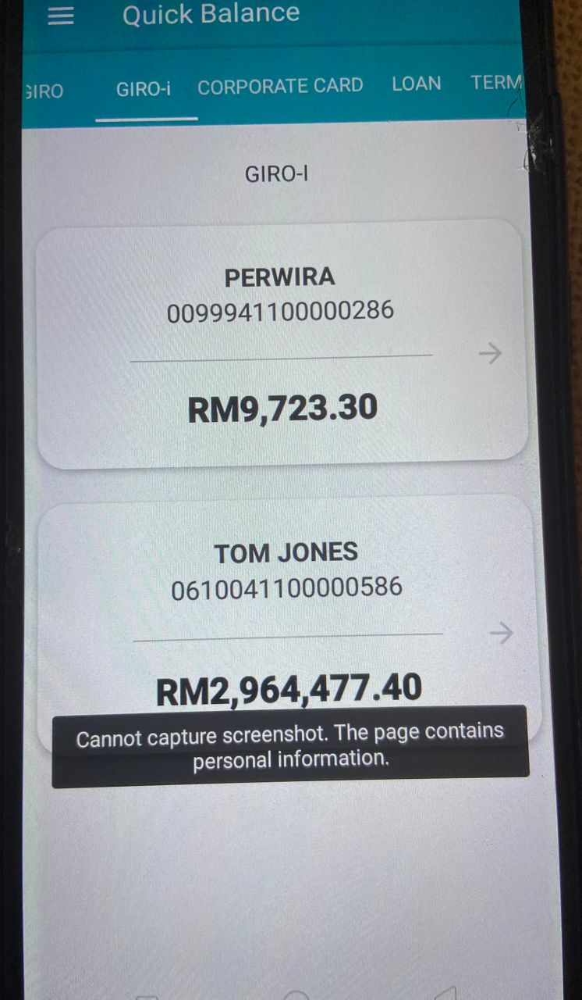 Quick Balance
GIRO GIRO-i CORPORATE CARD LOAN TERM
GIRO-I
PERWIRA
0099941100000286
RM9,723.30
TOM JONES
0610041100000586
RM2,964,477.40
Cannot capture screenshot. The page contains
personal information.